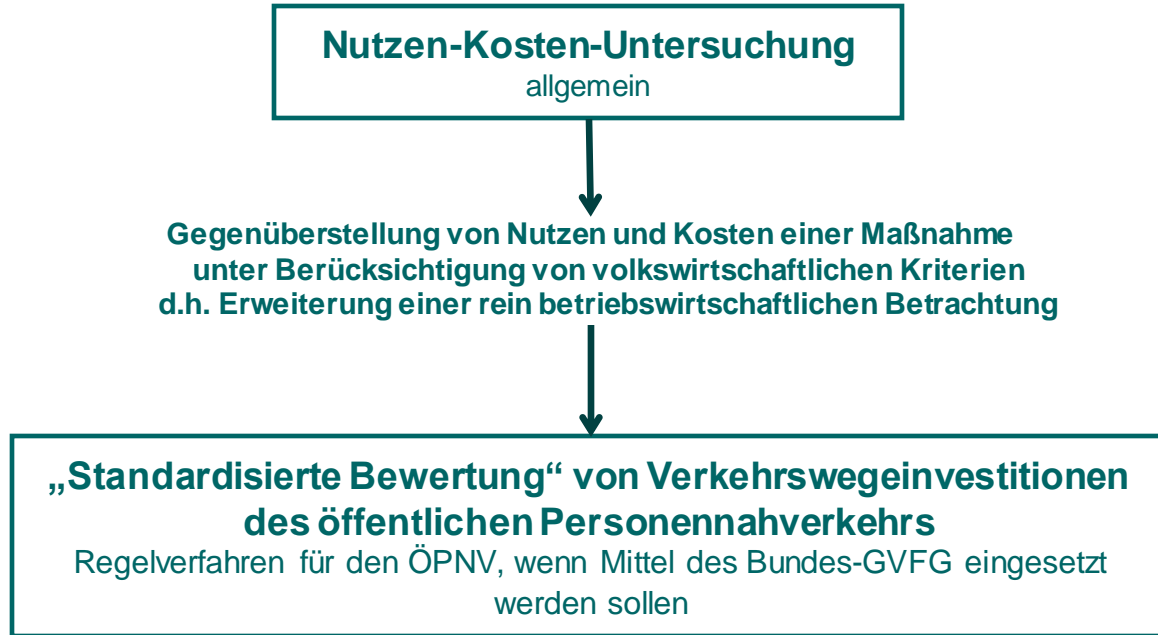 Nutzen-Kosten-Untersuchung
allgemein
Gegenüberstellung von Nutzen und Kosten einer Maßnahme
unter Berücksichtigung von volkswirtschaftlichen Kriterien
d.h. Erweiterung einer rein betriebswirtschaftlichen Betrachtung
„Standardisierte Bewertung“ von Verkehrswegeinvestitionen
des öffentlichen Personennahverkehrs
Regelverfahren für den ÖPNV, wenn Mittel des Bundes-GVFG eingesetzt
werden sollen